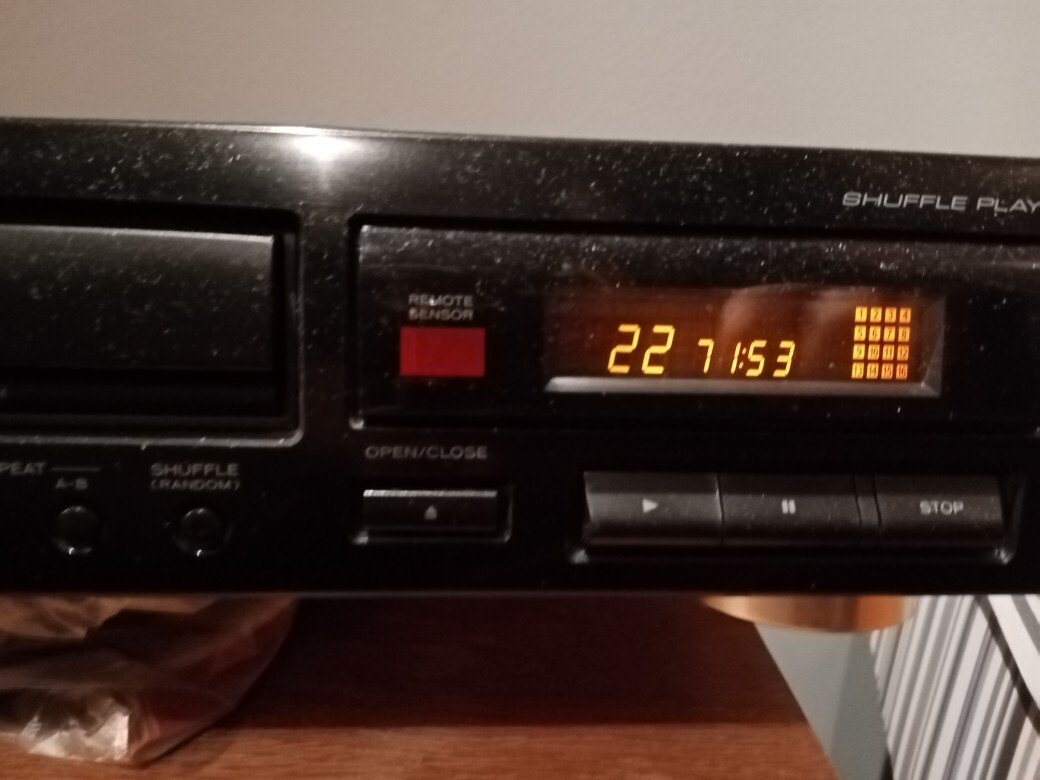 SHUFFLE PLAY
REMOTE
SENSOR
22 71:53
1 2 3 4
5 6 7 8
9 10 11 12
13 14 15 16
OPEN/CLOSE
PEAT
A-B
SHUFFLE
(RANDOM)
STOP